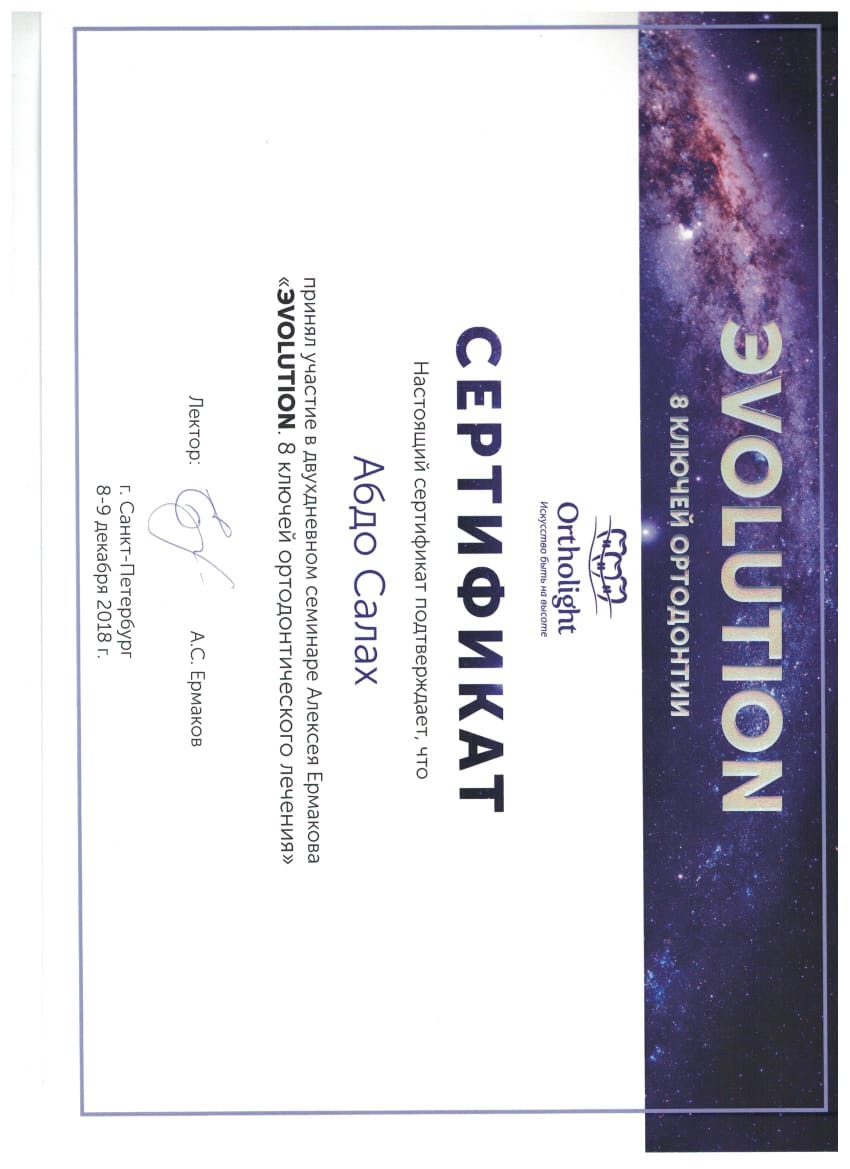 ЭVOLUTION
8 КЛЮЧЕЙ ОРТОДОНТИИ
Ortholight
Искусство быть на высоте
СЕРТИФИКАТ
Настоящий сертификат подтверждает, что
Абдо Салах
принял участие в двухдневном семинаре Алексея Ермакова
«ЭVOLUTION. 8 ключей ортодонтического лечения»
Лектор: А.С. Ермаков
г. Санкт-Петербург
8-9 декабря 2018 г.